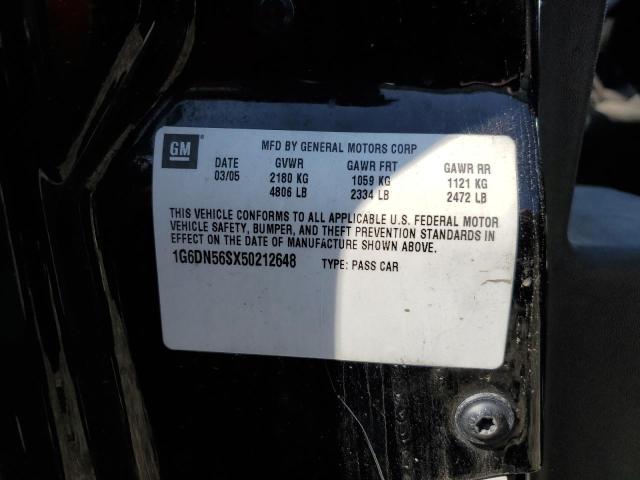 GM
MFD BY GENERAL MOTORS CORP
DATE GVWR GAWR FRT GAWR RR
03/05 2180 KG 1059 KG 1121 KG
4806 LB 2334 LB 2472 LB
THIS VEHICLE CONFORMS TO ALL APPLICABLE U.S. FEDERAL MOTOR
VEHICLE SAFETY, BUMPER, AND THEFT PREVENTION STANDARDS IN
EFFECT ON THE DATE OF MANUFACTURE SHOWN ABOVE.
1G6DN56SX50212648 TYPE: PASS CAR